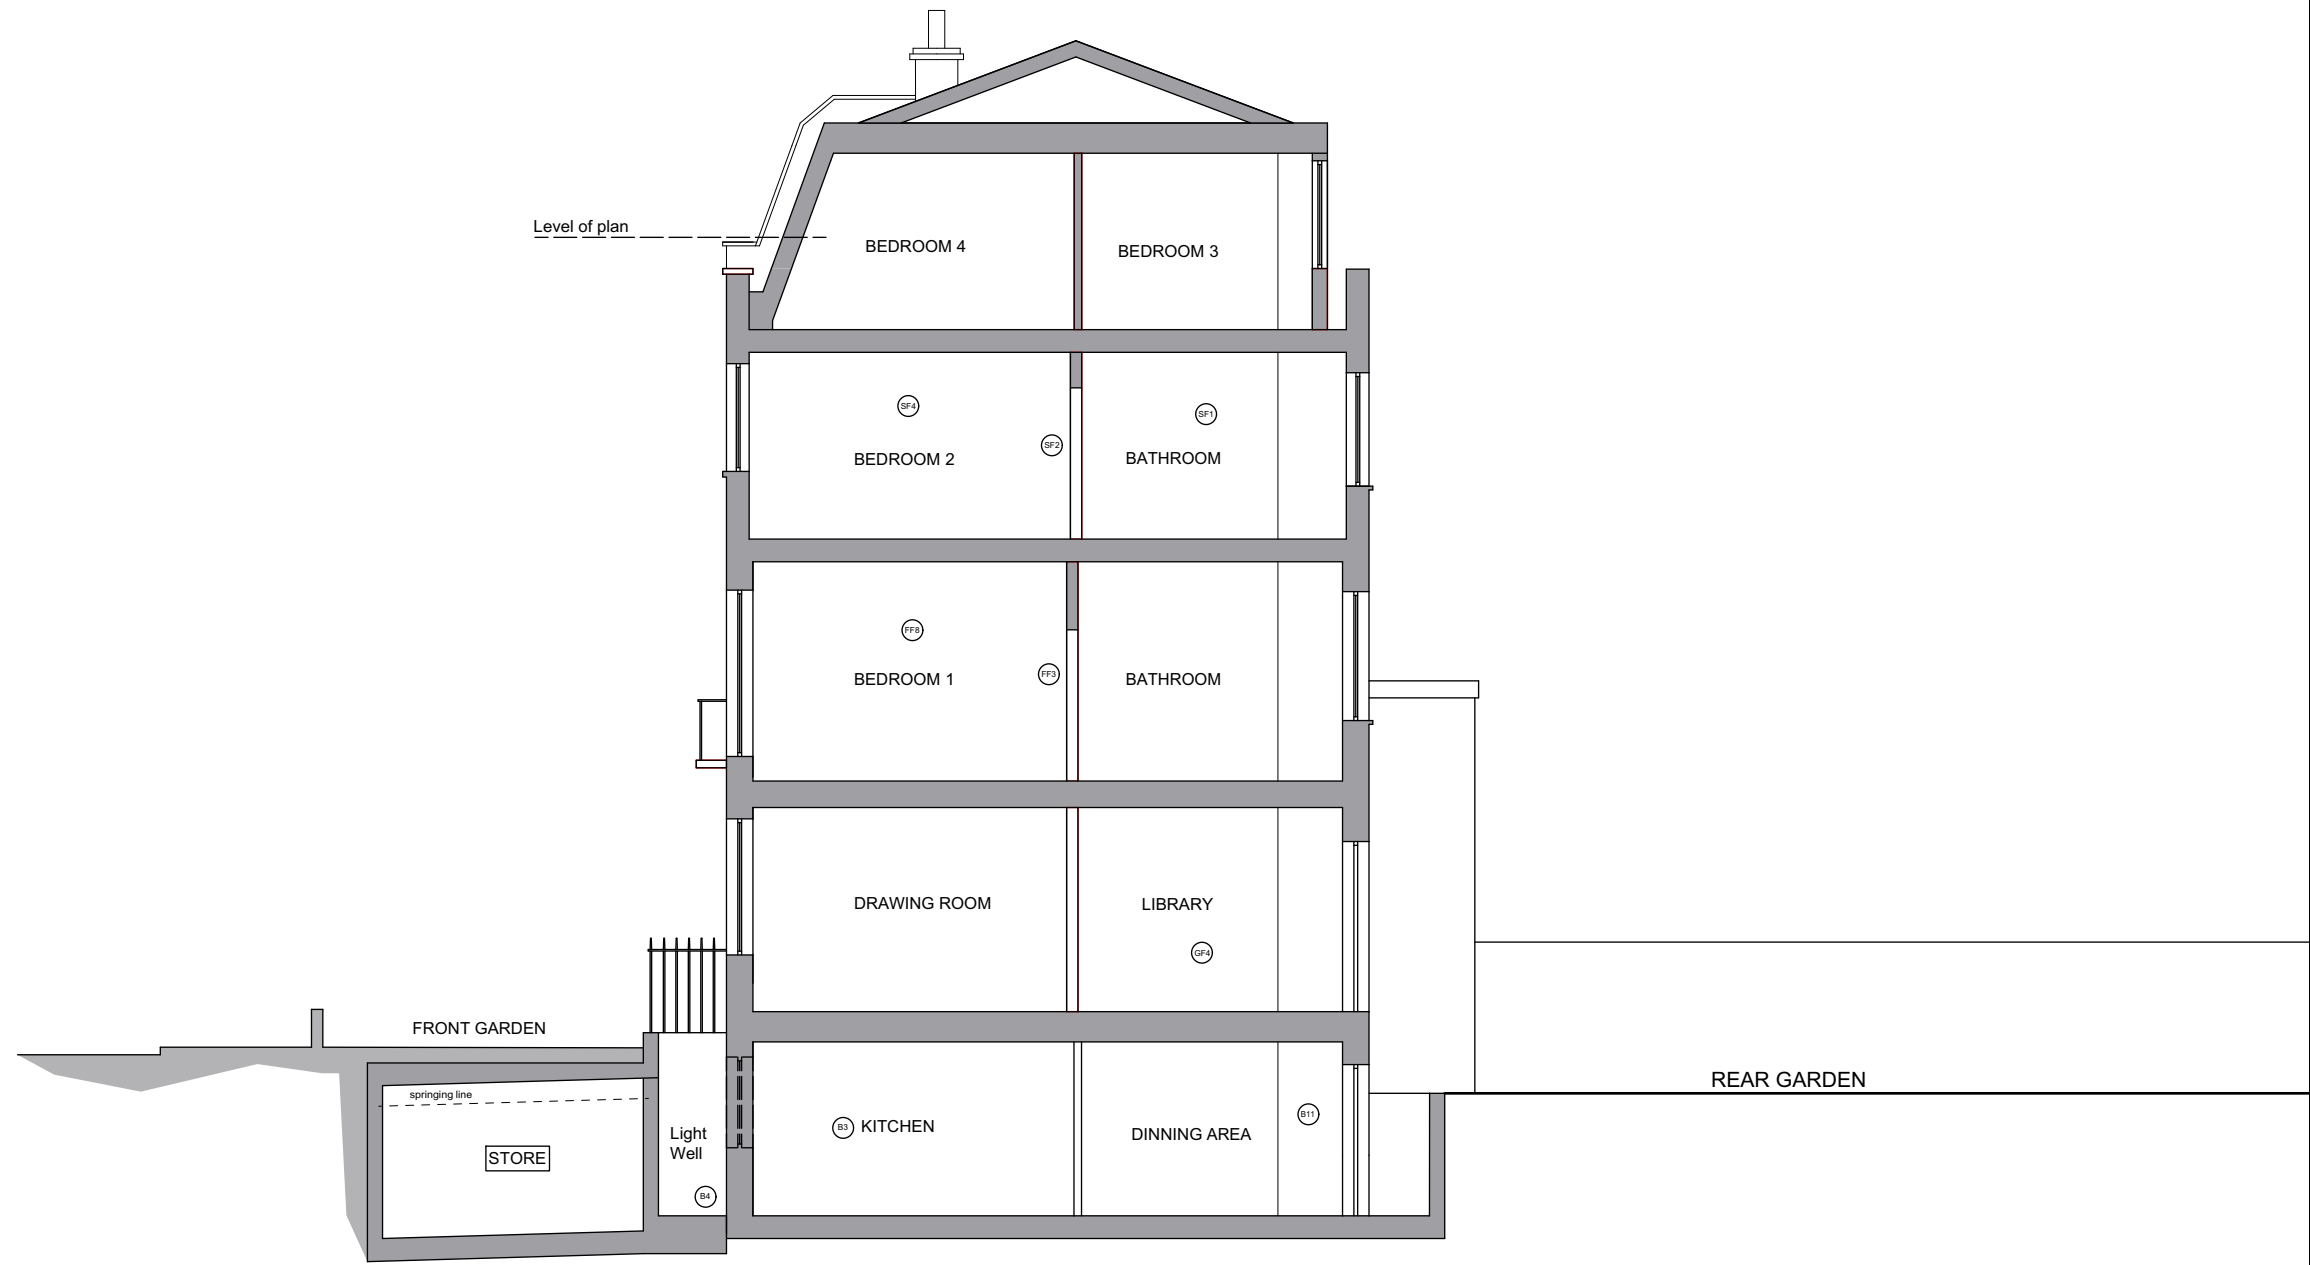 Level of plan
BEDROOM 4
BEDROOM 3
SF4
SF1
SF2
BEDROOM 2
BATHROOM
FF8
FF3
BEDROOM 1
BATHROOM
DRAWING ROOM
LIBRARY
GF4
FRONT GARDEN
REAR GARDEN
springing line
B11
B3 KITCHEN
Light
Well
DINNING AREA
STORE
B4